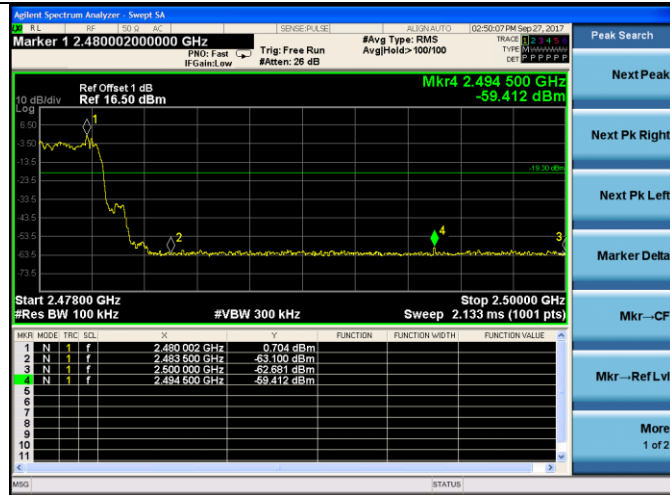 Agilent Spectrum Analyzer - Swept SA
RL RF 50 Ω AC SENSE:PULSE ALIGNAUTO 02:50:07 PM Sep 27, 2017
Marker 1 2.480002000000 GHz
PNO: Fast
IFGain:Low
Trig: Free Run
#Atten: 26 dB
#Avg Type: RMS
Avg|Hold:>100/100
TRACE 1 2 3 4 5 6
TYPE MWWWWW
DET P P P P P P
Peak Search
Next Peak
Next Pk Right
Next Pk Left
Marker Delta
Mkr→CF
Mkr→Ref Lvl
More
1 of 2
Mkr4 2.494 500 GHz
-59.412 dBm
Ref Offset 1 dB
10 dB/div Ref 16.50 dBm
Log
6.50
-3.50
-13.5
-23.5
-33.5
-43.5
-53.5
-63.5
-73.5
1
2
3
4
-19.30 dBm
Start 2.47800 GHz Stop 2.50000 GHz
#Res BW 100 kHz #VBW 300 kHz Sweep 2.133 ms (1001 pts)
MKR MODE TRC SCL X Y FUNCTION FUNCTION WIDTH FUNCTION VALUE
1 N 1 f 2.480 002 GHz 0.704 dBm
2 N 1 f 2.483 500 GHz -63.100 dBm
3 N 1 f 2.500 000 GHz -62.681 dBm
4 N 1 f 2.494 500 GHz -59.412 dBm
5
6
7
8
9
10
11
MSG STATUS